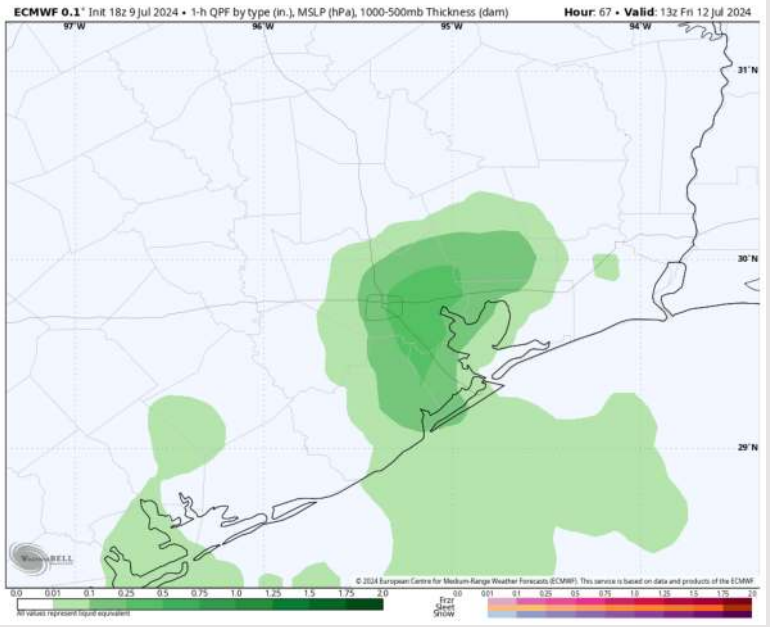 ECMWF 0.1° Init 18z 9 Jul 2024 • 1-h QPF by type (in.), MSLP (hPa), 1000-500mb Thickness (dam) Hour: 67 • Valid: 13z Fri 12 Jul 2024
97°W 96°W 95°W 94°W
31°N
30°N
29°N
WeatherBELL
© 2024 European Centre for Medium-Range Weather Forecasts (ECMWF). This service is based on data and products of the ECMWF
0.0 0.01 0.1 0.25 0.5 0.75 1.0 1.25 1.5 1.75 2.0 0.0 0.01 0.1 0.25 0.5 0.75 1.0 1.25 1.5 1.75 2.0
All values represent liquid equivalent
Frzr
Sleet
Snow